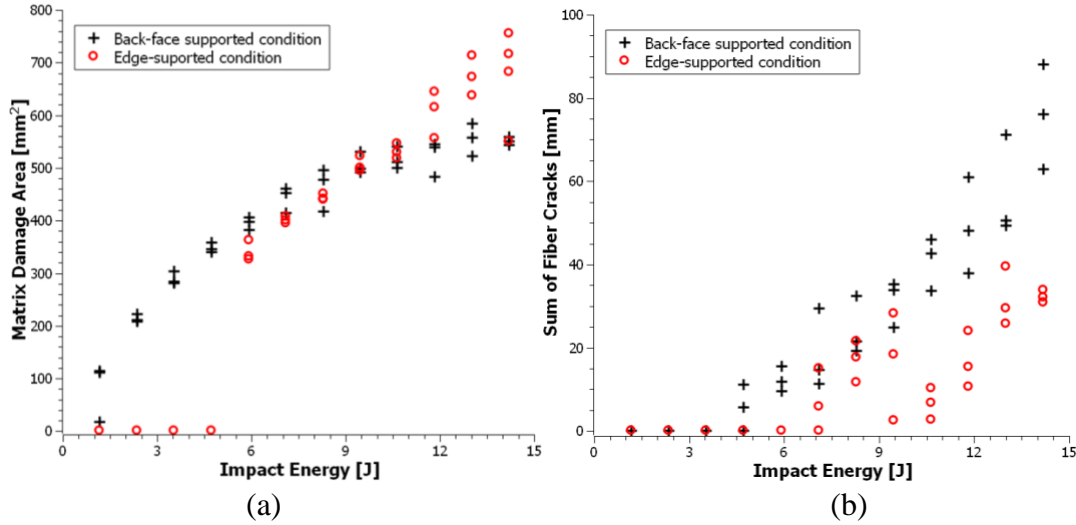 800
700
600
500
400
300
200
100
0
Matrix Damage Area [mm²]
Back-face supported condition
Edge-suported condition
0 3 6 9 12 15
Impact Energy [J]
(a)
100
80
60
40
20
0
Sum of Fiber Cracks [mm]
Back-face supported condition
Edge-supported condition
0 3 6 9 12 15
Impact Energy [J]
(b)